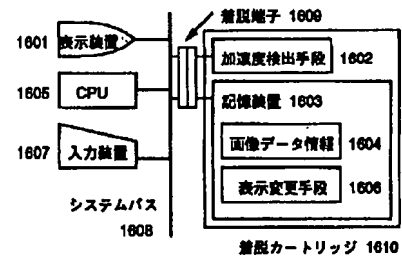 着脱端子 1609
1601 表示装置
加速度検出手段 1602
1605 CPU
記憶装置 1603
画像データ情報 1604
1607 入力装置
表示変更手段 1606
システムバス
1608
着脱カートリッジ 1610